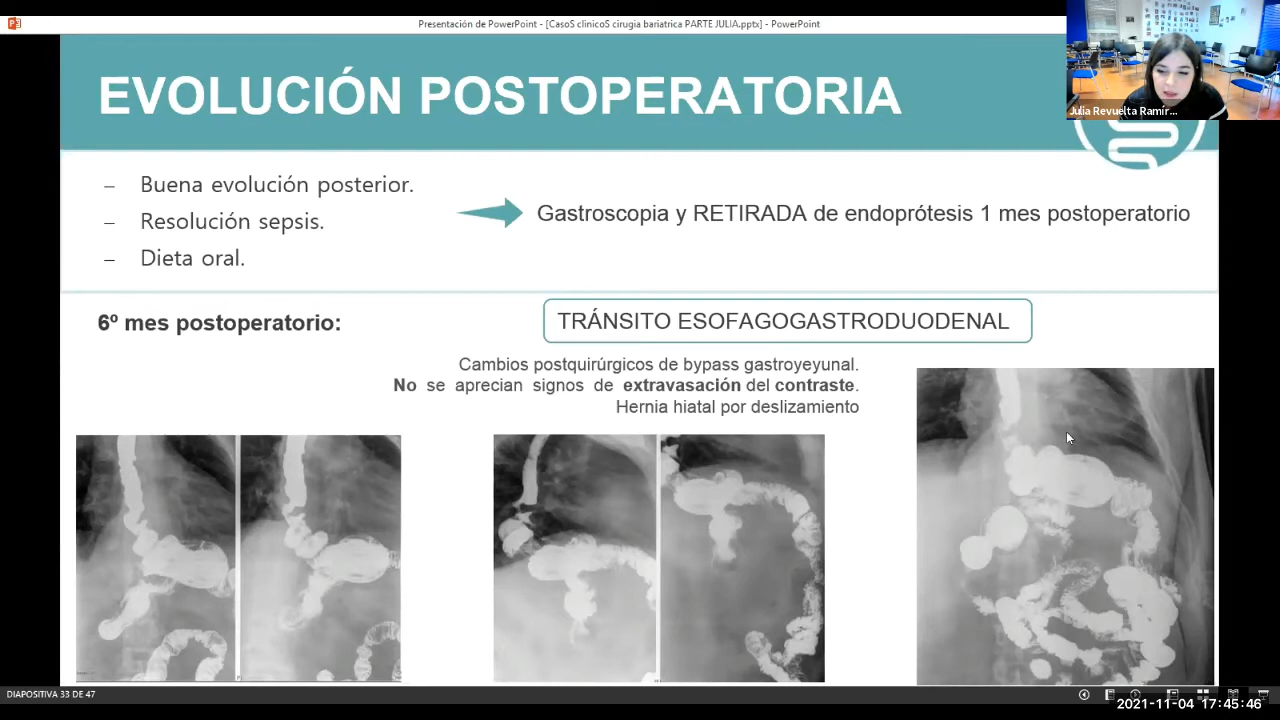 Presentación de PowerPoint - [CasoS clinicoS cirugia bariatrica PARTE JULIA.pptx] - PowerPoint
EVOLUCIÓN POSTOPERATORIA
Julia Revuelta Ramír...
– Buena evolución posterior.
– Resolución sepsis.
– Dieta oral.
Gastroscopia y RETIRADA de endoprótesis 1 mes postoperatorio
6º mes postoperatorio:
TRÁNSITO ESOFAGOGASTRODUODENAL
Cambios postquirúrgicos de bypass gastroyeyunal.
No se aprecian signos de extravasación del contraste.
Hernia hiatal por deslizamiento
DIAPOSITIVA 33 DE 47
2021-11-04 17:45:46